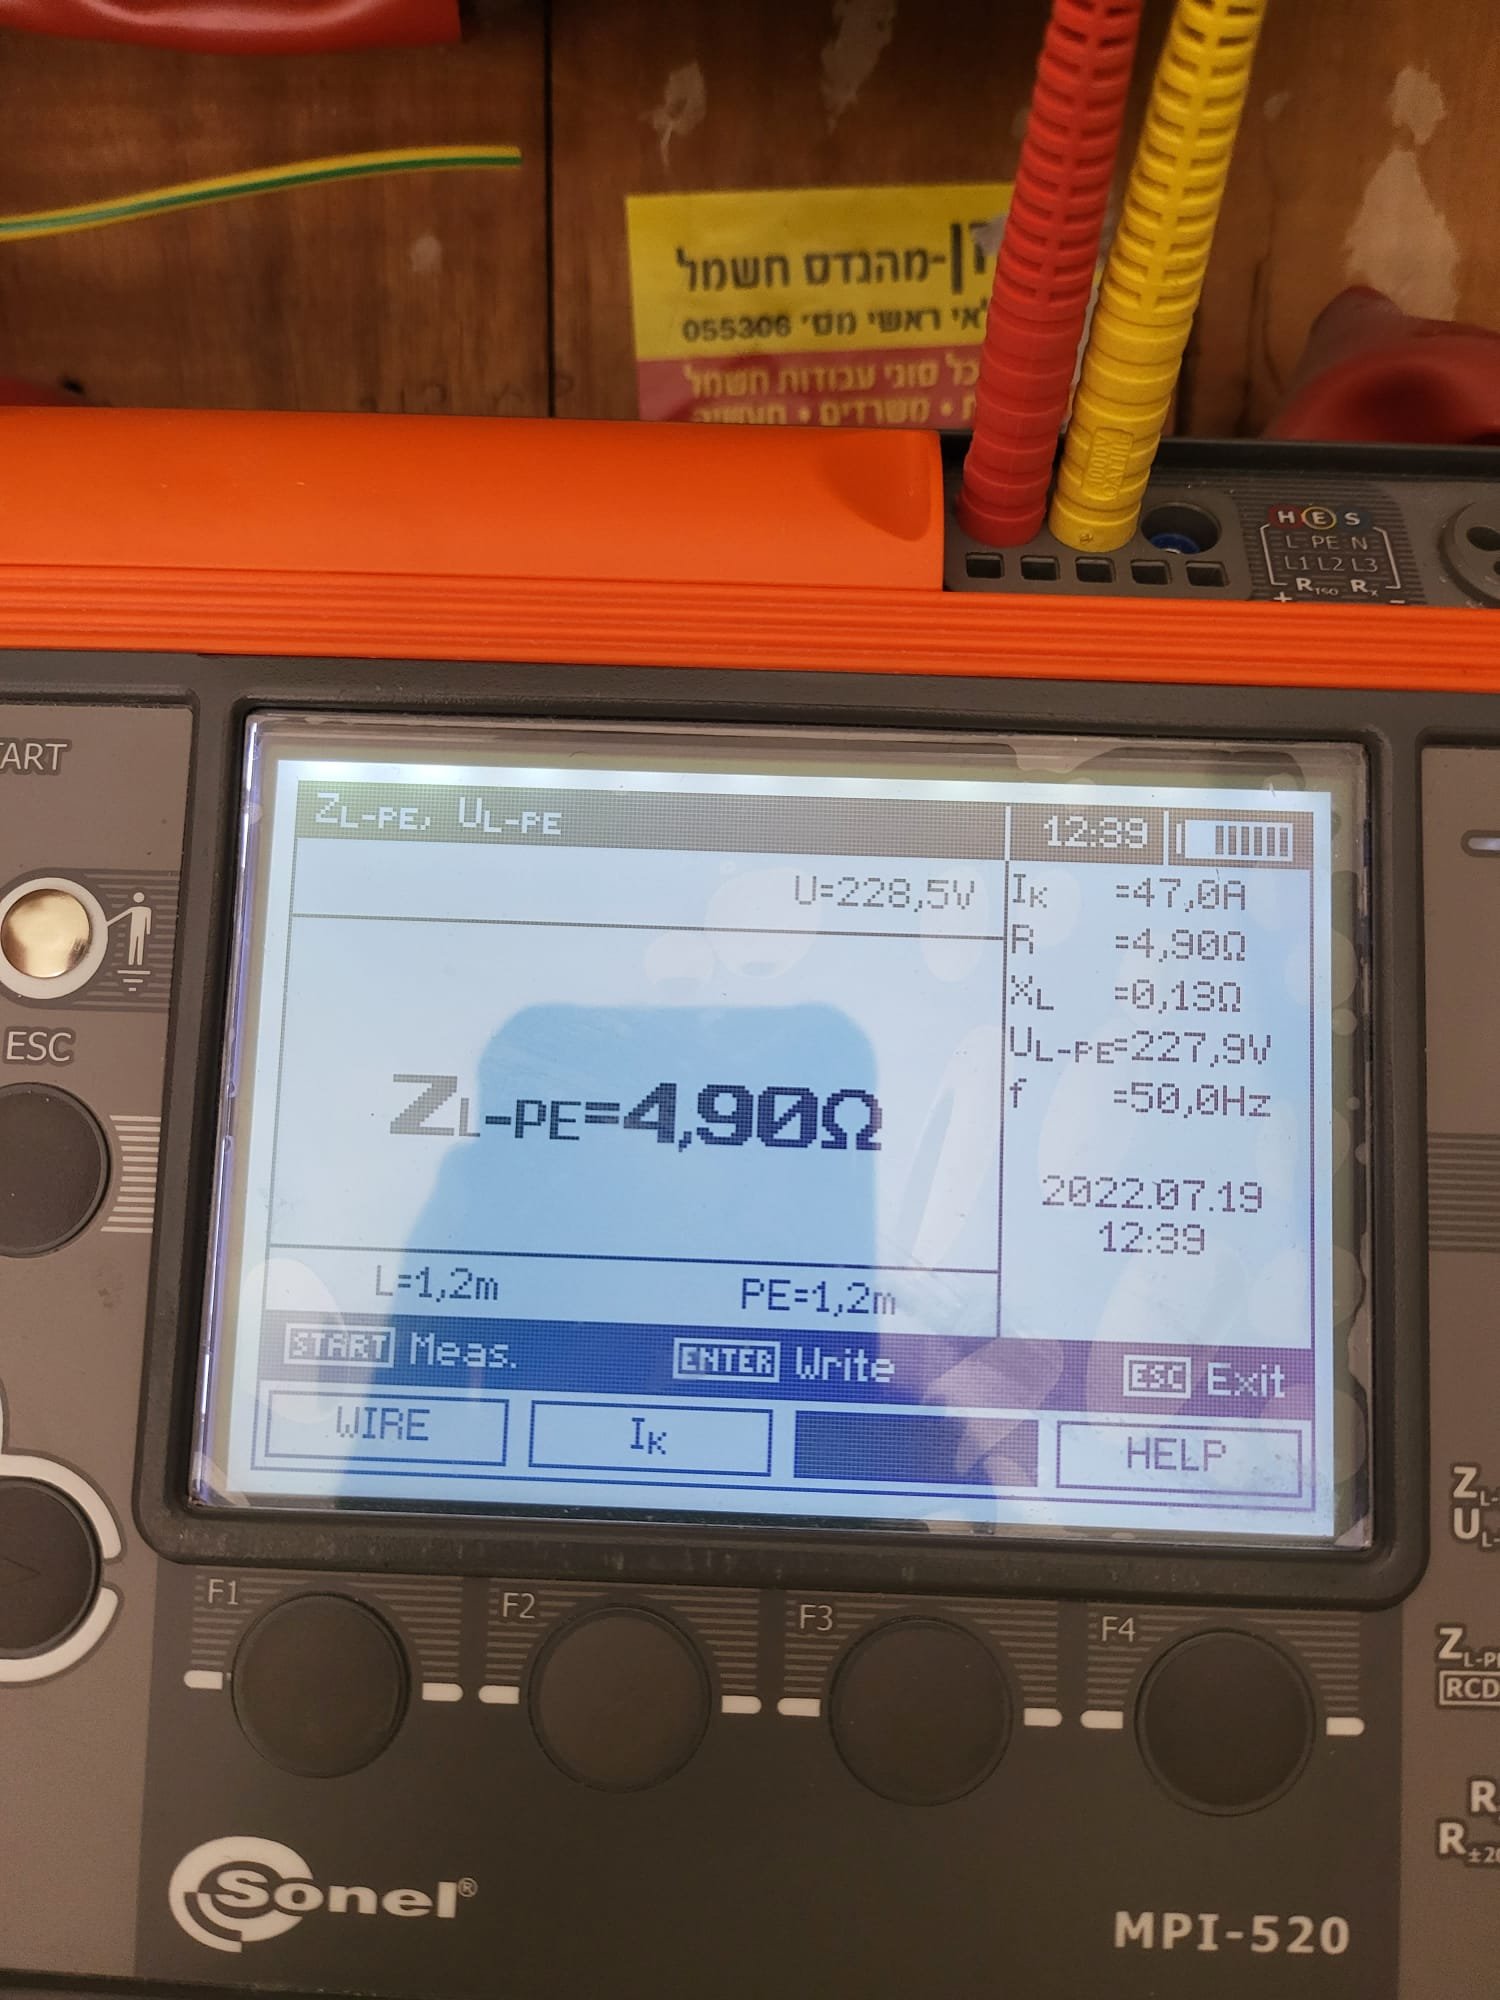 -מהנדס חשמל
ראשי מס' 055306
סוגי עבודות חשמל
• משרדים •
H E S
L PE N
L1 L2 L3
RISO RX
+ -
ESC
ZL-PE, UL-PE 12:39
U=228,5V
IK =47,0A
R =4,90Ω
XL =0,13Ω
UL-PE=227,9V
f =50,0Hz
ZL-PE=4,90Ω
2022.07.19
12:39
L=1,2m PE=1,2m
START Meas. ENTER Write ESC Exit
WIRE IK HELP
F1 F2 F3 F4
RCD
Sonel®
MPI-520